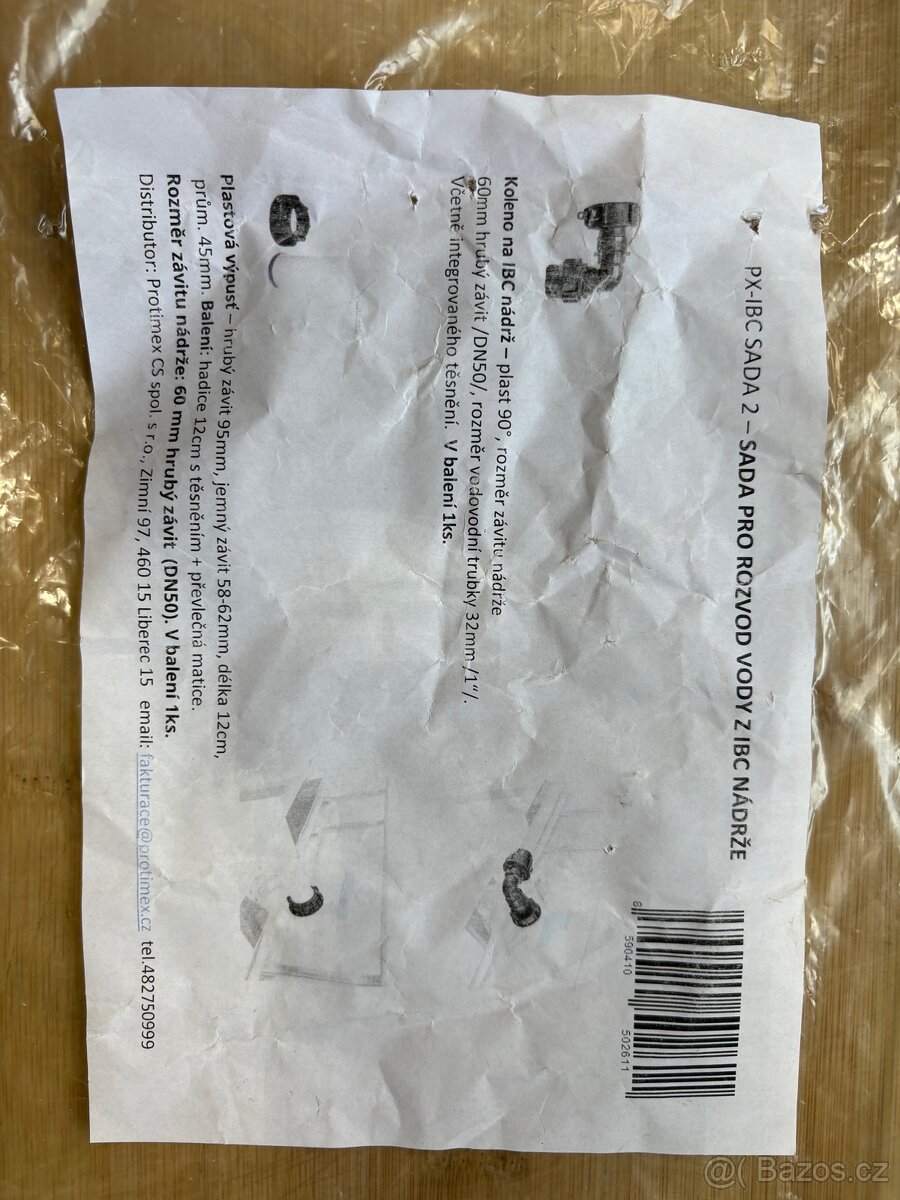 PX-IBC SADA 2 – SADA PRO ROZVOD VODY Z IBC NÁDRŽE
8 590410 502611
Koleno na IBC nádrž – plast 90°, rozměr závitu nádrže
60mm hrubý závit /DN50/, rozměr vodovodní trubky 32mm /1“/.
Včetně integrovaného těsnění. V balení 1ks.
Plastová výpusť – hrubý závit 95mm, jemný závit 58-62mm, délka 12cm,
prům. 45mm. Balení: hadice 12cm s těsněním + převlečná matice.
Rozměr závitu nádrže: 60 mm hrubý závit (DN50). V balení 1ks.
Distributor: Protimex CS spol. s r.o., Zimní 97, 460 15 Liberec 15 email: fakturace@protimex.cz tel.482750999
@( Bazos.cz